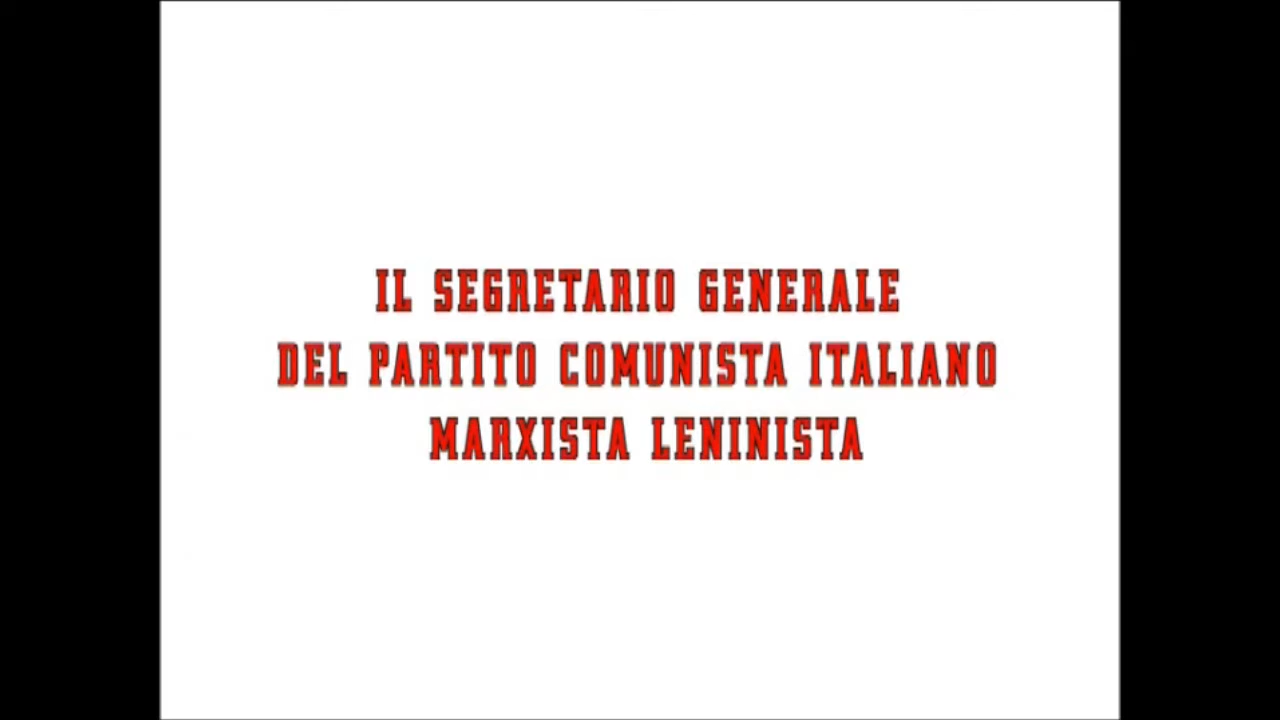 IL SEGRETARIO GENERALE
DEL PARTITO COMUNISTA ITALIANO
MARXISTA LENINISTA